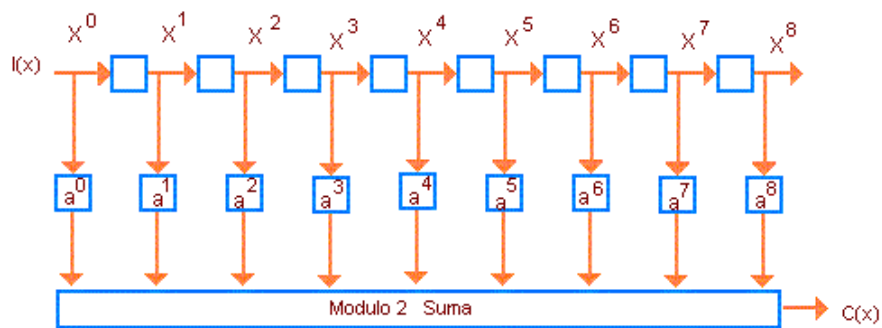 X⁰ X¹ X² X³ X⁴ X⁵ X⁶ X⁷ X⁸
I(x)
a⁰ a¹ a² a³ a⁴ a⁵ a⁶ a⁷ a⁸
Modulo 2 Suma
C(x)